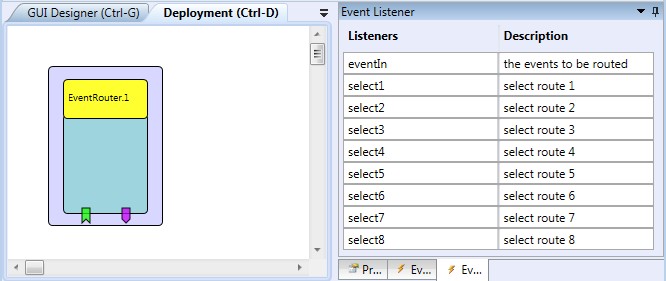 GUI Designer (Ctrl-G) Deployment (Ctrl-D)
EventRouter.1
Event Listener
Listeners Description
eventIn the events to be routed
select1 select route 1
select2 select route 2
select3 select route 3
select4 select route 4
select5 select route 5
select6 select route 6
select7 select route 7
select8 select route 8
Pr... Ev... Ev...